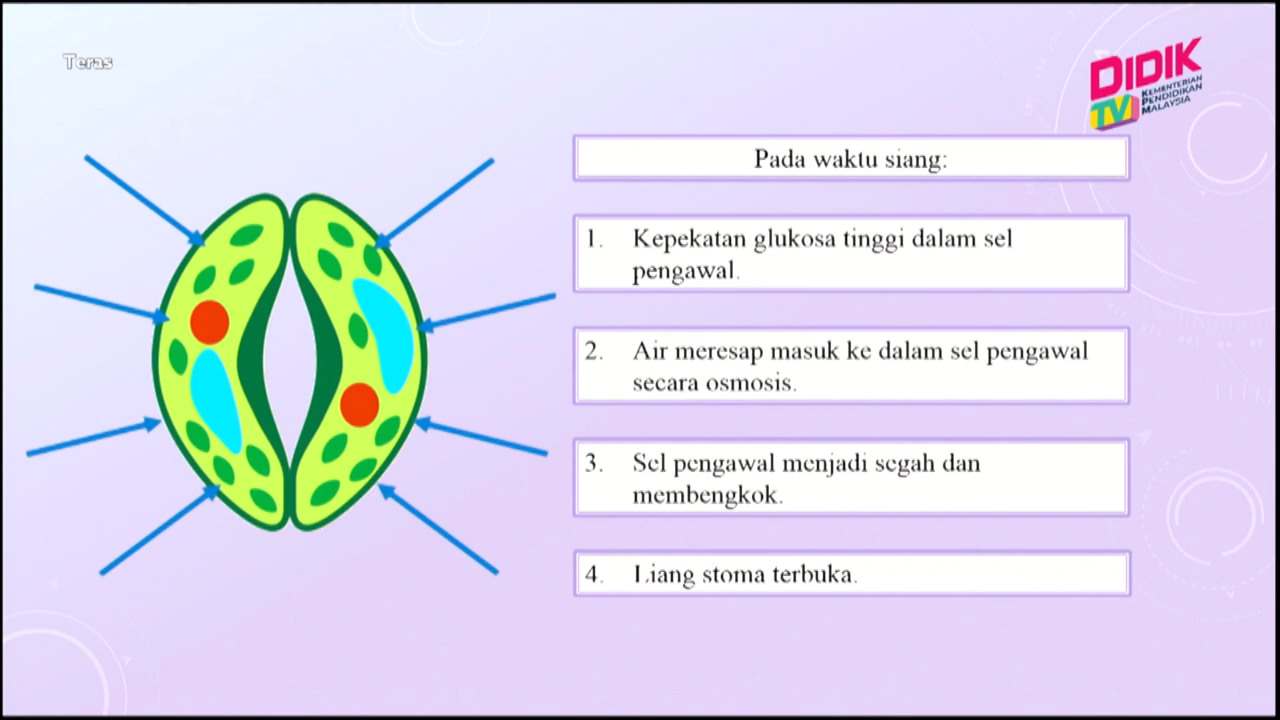 Teras
DIDIK
TV
KEMENTERIAN
PENDIDIKAN
MALAYSIA
Pada waktu siang:
1. Kepekatan glukosa tinggi dalam sel
pengawal.
2. Air meresap masuk ke dalam sel pengawal
secara osmosis.
3. Sel pengawal menjadi segah dan
membengkok.
4. Liang stoma terbuka.